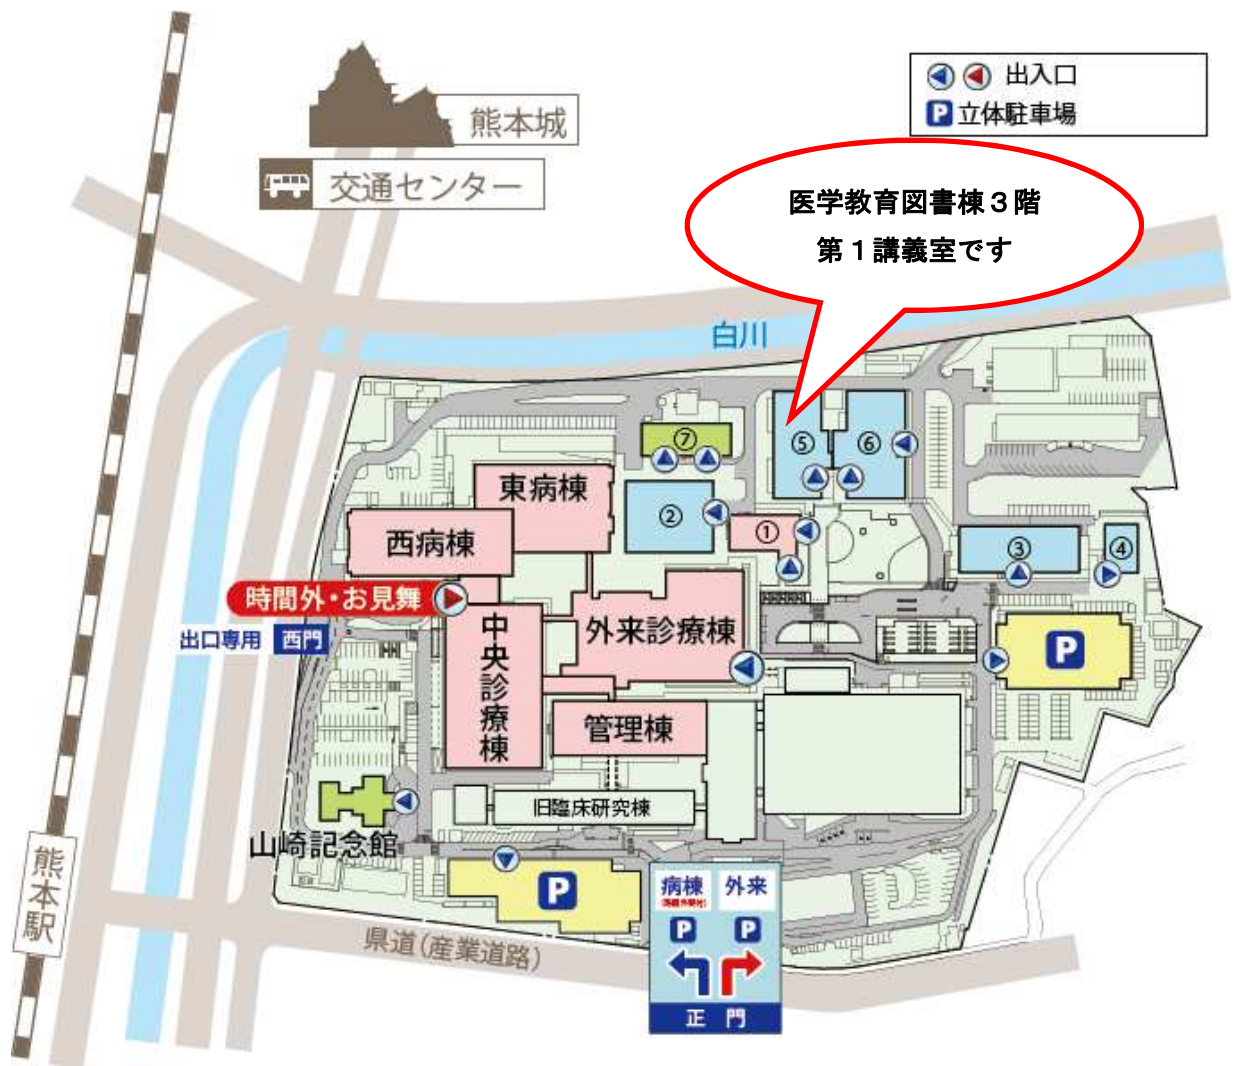 出入口
P 立体駐車場
熊本城
交通センター
医学教育図書棟３階
第１講義室です
白川
⑦
⑤
⑥
東病棟
②
①
西病棟
③
④
時間外・お見舞
出口専用 西門
中央診療棟
外来診療棟
P
管理棟
旧臨床研究棟
山崎記念館
熊本駅
P
病棟 外来
P P
正門
県道(産業道路)